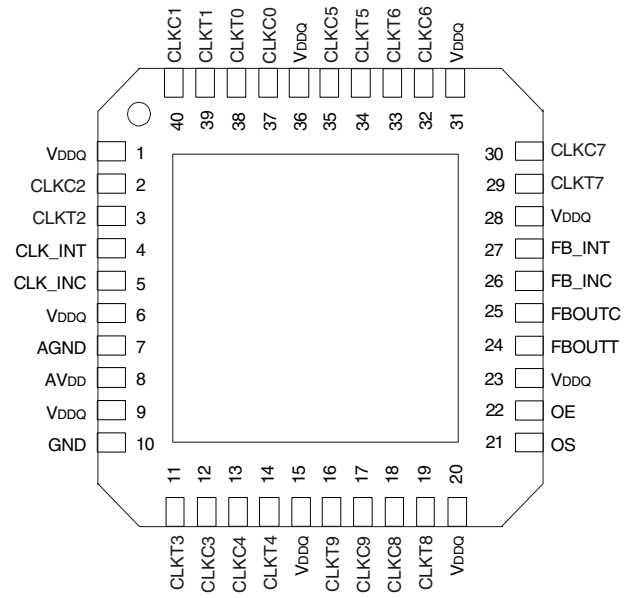 CLKC1 CLKT1 CLKT0 CLKC0 VDDQ CLKC5 CLKT5 CLKT6 CLKC6 VDDQ
40 39 38 37 36 35 34 33 32 31
VDDQ 1 30 CLKC7
CLKC2 2 29 CLKT7
CLKT2 3 28 VDDQ
CLK_INT 4 27 FB_INT
CLK_INC 5 26 FB_INC
VDDQ 6 25 FBOUTC
AGND 7 24 FBOUTT
AVDD 8 23 VDDQ
VDDQ 9 22 OE
GND 10 21 OS
11 12 13 14 15 16 17 18 19 20
CLKT3 CLKC3 CLKC4 CLKT4 VDDQ CLKT9 CLKC9 CLKC8 CLKT8 VDDQ